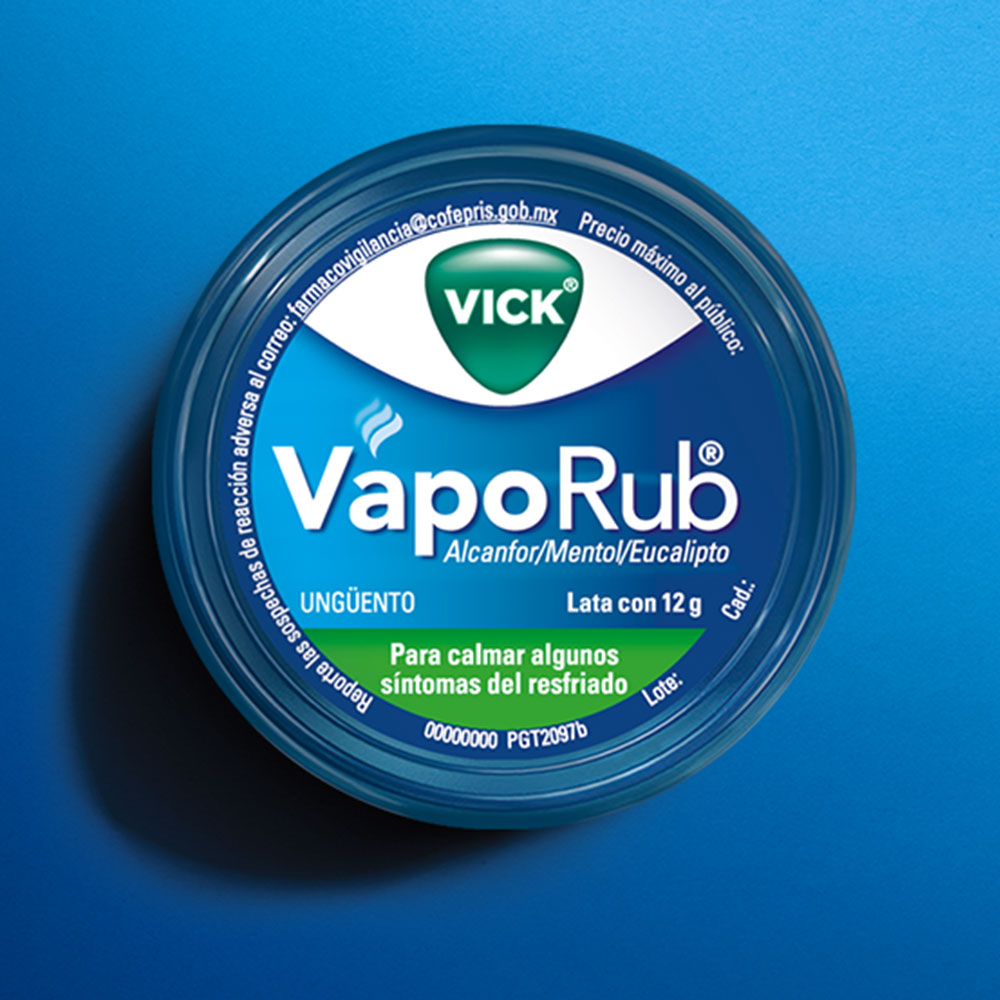 Reporte las sospechas de reacción adversa al correo: farmacovigilancia@cofepris.gob.mx
Precio máximo al público:
VICK®
VapoRub®
Alcanfor/Mentol/Eucalipto
UNGÜENTO
Lata con 12 g
Cad.:
Para calmar algunos
síntomas del resfriado
Lote:
00000000 PGT2097b